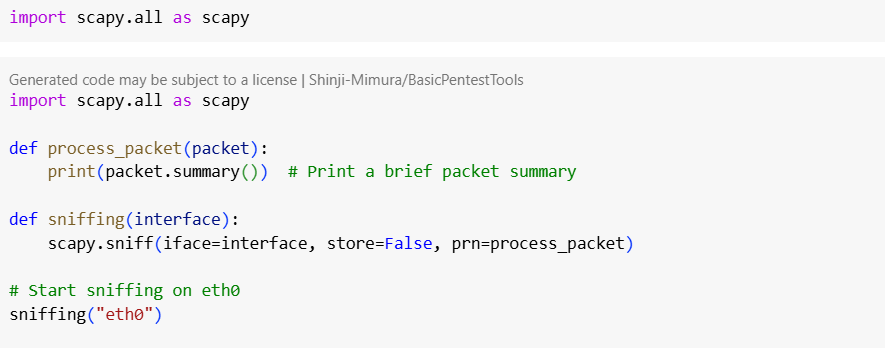 import scapy.all as scapy
Generated code may be subject to a license | Shinji-Mimura/BasicPentestTools
import scapy.all as scapy
def process_packet(packet):
    print(packet.summary())  # Print a brief packet summary
def sniffing(interface):
    scapy.sniff(iface=interface, store=False, prn=process_packet)
# Start sniffing on eth0
sniffing("eth0")